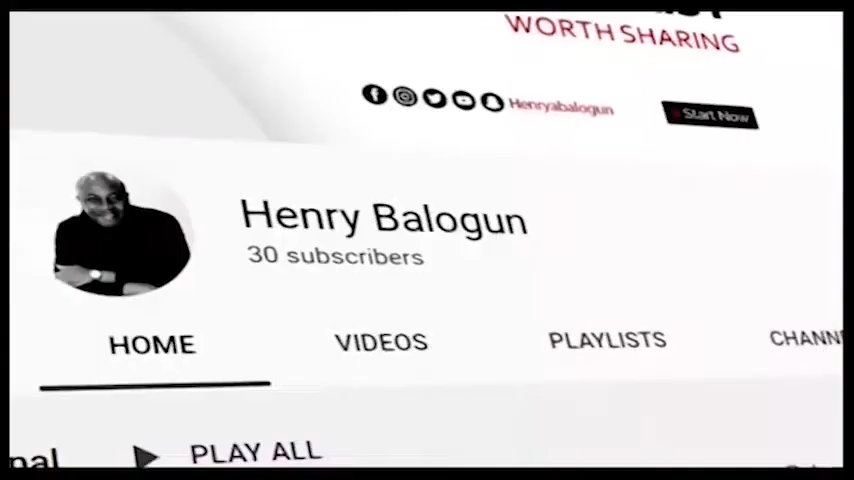 WORTH SHARING
Henryabalogun
Start Now
Henry Balogun
30 subscribers
HOME
VIDEOS
PLAYLISTS
PLAY ALL